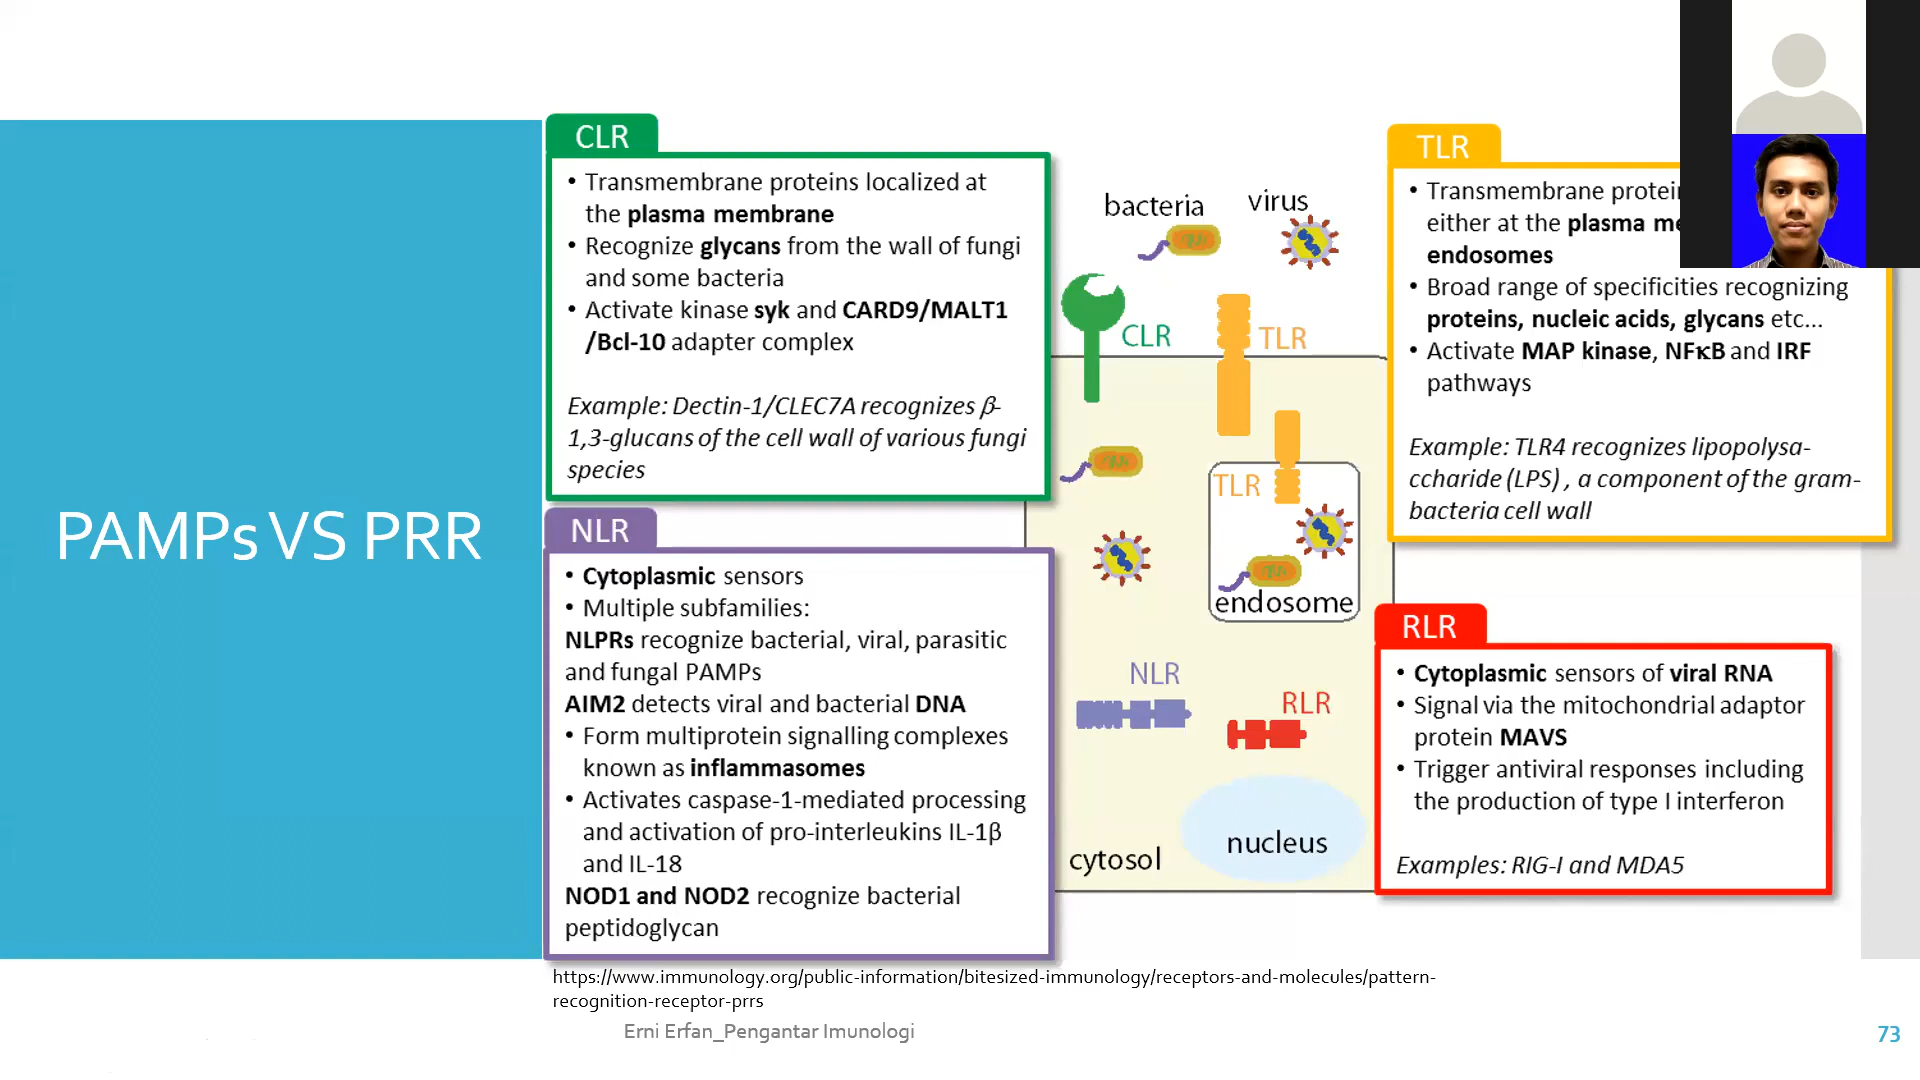 PAMPs VS PRR
CLR
• Transmembrane proteins localized at
the plasma membrane
• Recognize glycans from the wall of fungi
and some bacteria
• Activate kinase syk and CARD9/MALT1
/Bcl-10 adapter complex
Example: Dectin-1/CLEC7A recognizes β-
1,3-glucans of the cell wall of various fungi
species
NLR
• Cytoplasmic sensors
• Multiple subfamilies:
NLPRs recognize bacterial, viral, parasitic
and fungal PAMPs
AIM2 detects viral and bacterial DNA
• Form multiprotein signalling complexes
known as inflammasomes
• Activates caspase-1-mediated processing
and activation of pro-interleukins IL-1β
and IL-18
NOD1 and NOD2 recognize bacterial
peptidoglycan
bacteria
virus
CLR
TLR
TLR
endosome
NLR
RLR
nucleus
cytosol
TLR
• Transmembrane
either at the plasma
endosomes
• Broad range of specificities recognizing
proteins, nucleic acids, glycans etc...
• Activate MAP kinase, NFκB and IRF
pathways
Example: TLR4 recognizes lipopolysa-
ccharide (LPS) , a component of the gram-
bacteria cell wall
RLR
• Cytoplasmic sensors of viral RNA
• Signal via the mitochondrial adaptor
protein MAVS
• Trigger antiviral responses including
the production of type I interferon
Examples: RIG-I and MDA5
https://www.immunology.org/public-information/bitesized-immunology/receptors-and-molecules/pattern-
recognition-receptor-prrs
Erni Erfan_Pengantar Imunologi
73